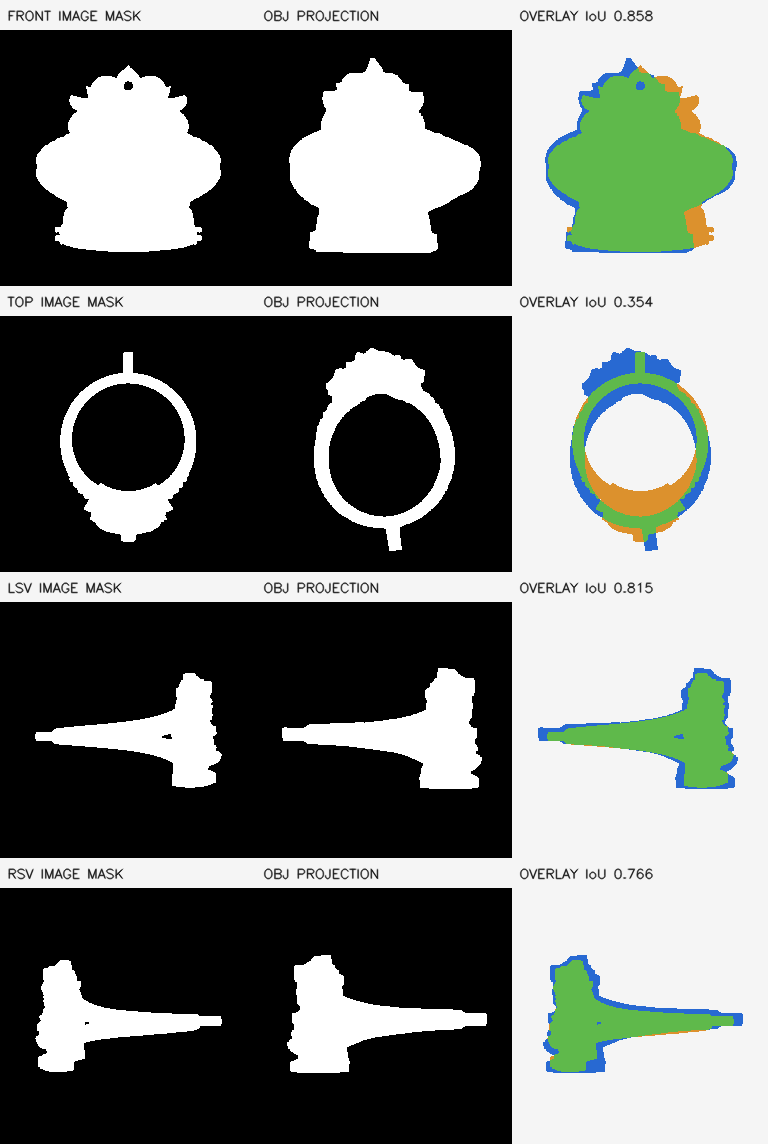 FRONT IMAGE MASK OBJ PROJECTION OVERLAY IoU 0.858
TOP IMAGE MASK OBJ PROJECTION OVERLAY IoU 0.354
LSV IMAGE MASK OBJ PROJECTION OVERLAY IoU 0.815
RSV IMAGE MASK OBJ PROJECTION OVERLAY IoU 0.766